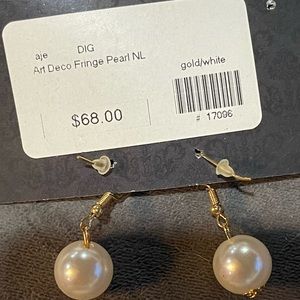 aje DIG
Art Deco Fringe Pearl NL
gold/white
$68.00
# 17096